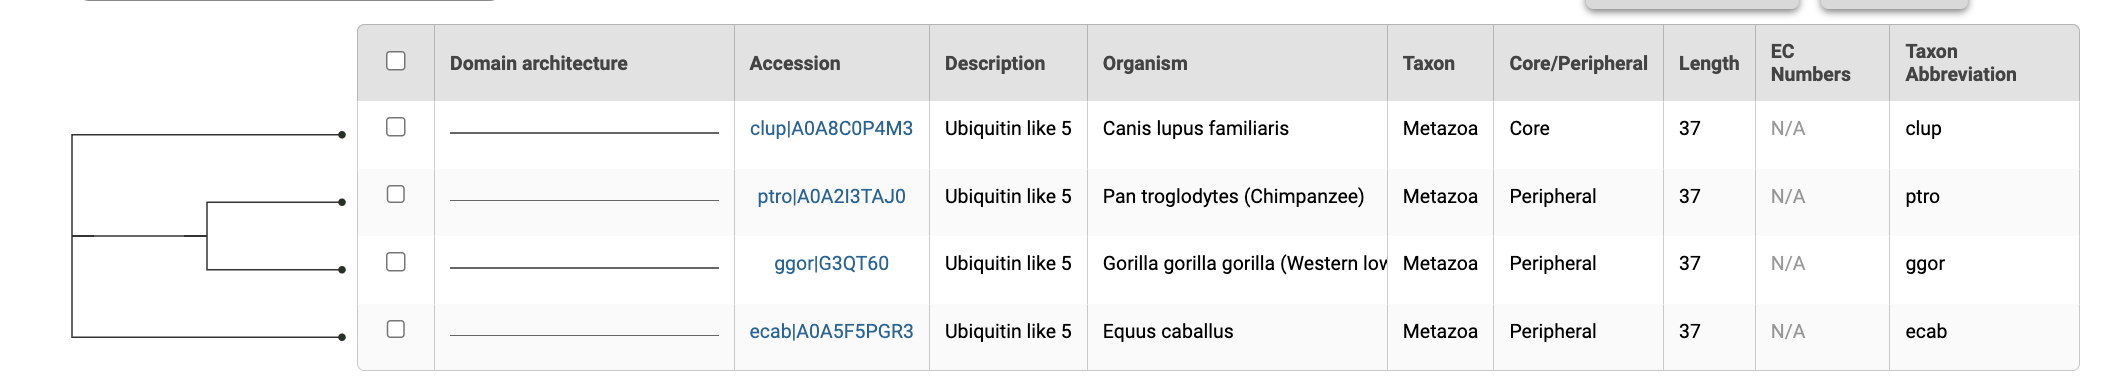 Domain architecture Accession Description Organism Taxon Core/Peripheral Length EC Numbers Taxon Abbreviation
clup|A0A8C0P4M3 Ubiquitin like 5 Canis lupus familiaris Metazoa Core 37 N/A clup
ptro|A0A2I3TAJ0 Ubiquitin like 5 Pan troglodytes (Chimpanzee) Metazoa Peripheral 37 N/A ptro
ggor|G3QT60 Ubiquitin like 5 Gorilla gorilla gorilla (Western low Metazoa Peripheral 37 N/A ggor
ecab|A0A5F5PGR3 Ubiquitin like 5 Equus caballus Metazoa Peripheral 37 N/A ecab